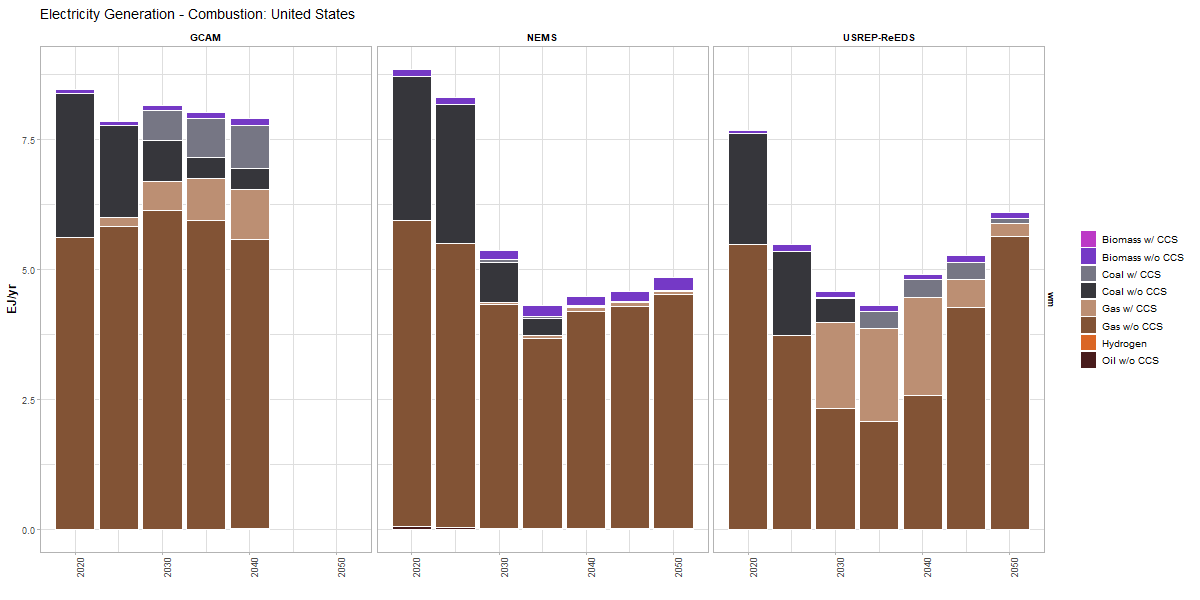 Electricity Generation - Combustion: United States
GCAM
NEMS
USREP-ReEDS
EJ/yr
7.5
5.0
2.5
0.0
2020
2030
2040
2050
2020
2030
2040
2050
2020
2030
2040
2050
wm
Biomass w/ CCS
Biomass w/o CCS
Coal w/ CCS
Coal w/o CCS
Gas w/ CCS
Gas w/o CCS
Hydrogen
Oil w/o CCS